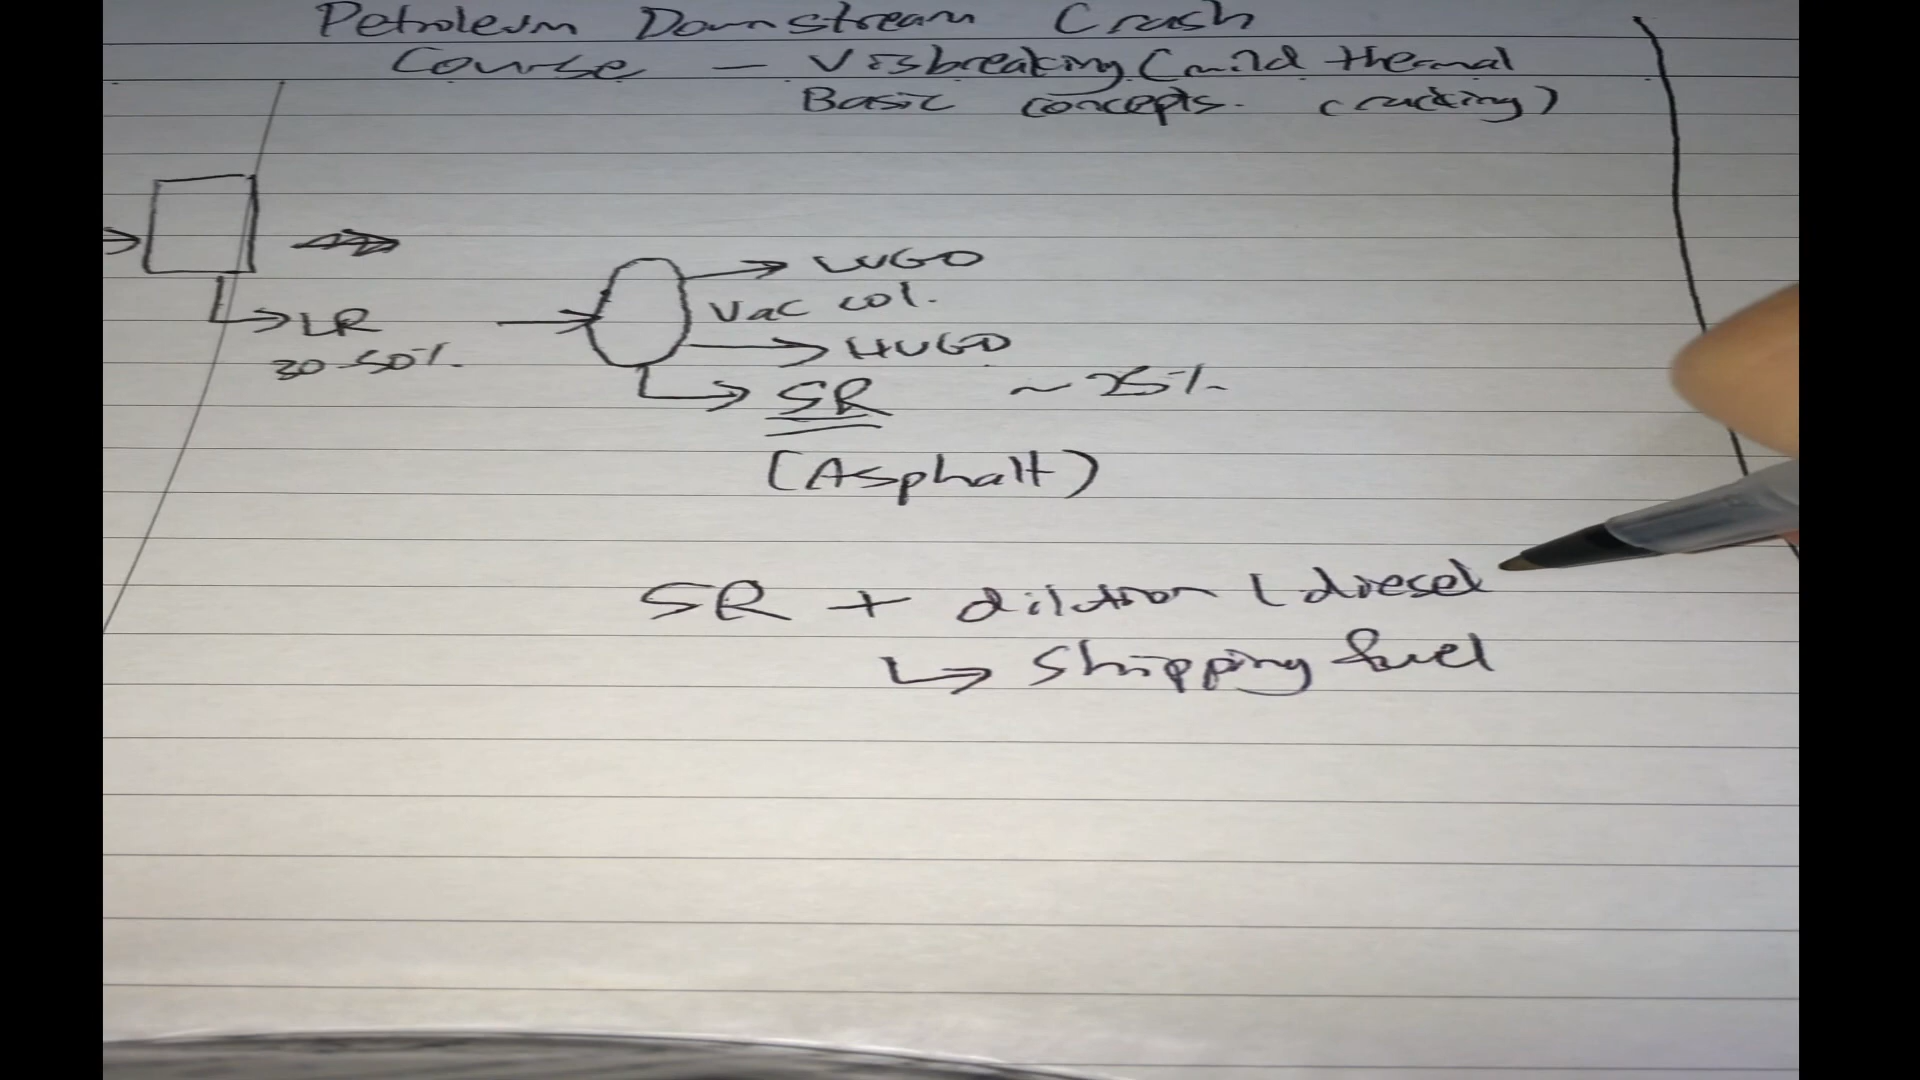 Petroleum Downstream Crash
Course - Visbreaking (mild thermal
Basic concepts. cracking)
LVGO
Vac col.
LR
HVGO
30-50%
SR ~25%
(Asphalt)
SR + dilution (diesel
Shipping fuel